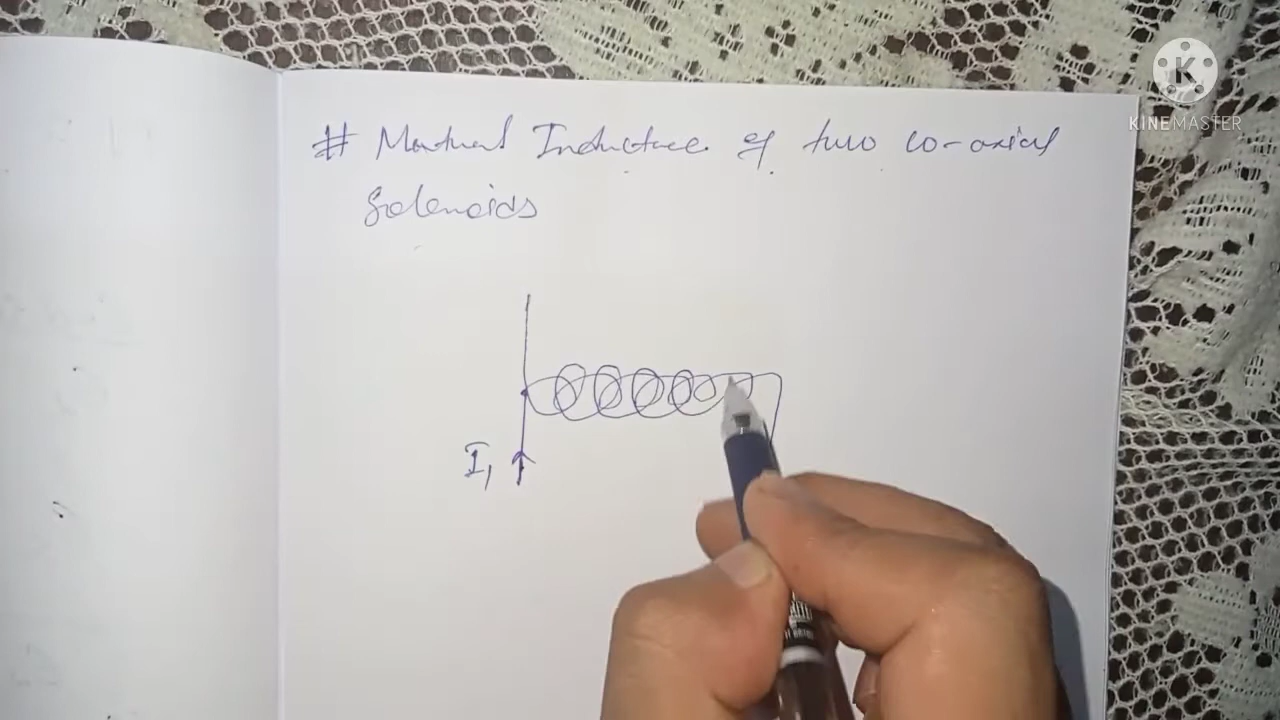 # Mutual Inductance of two co-axial
Solenoids
I₁
K
KINEMASTER